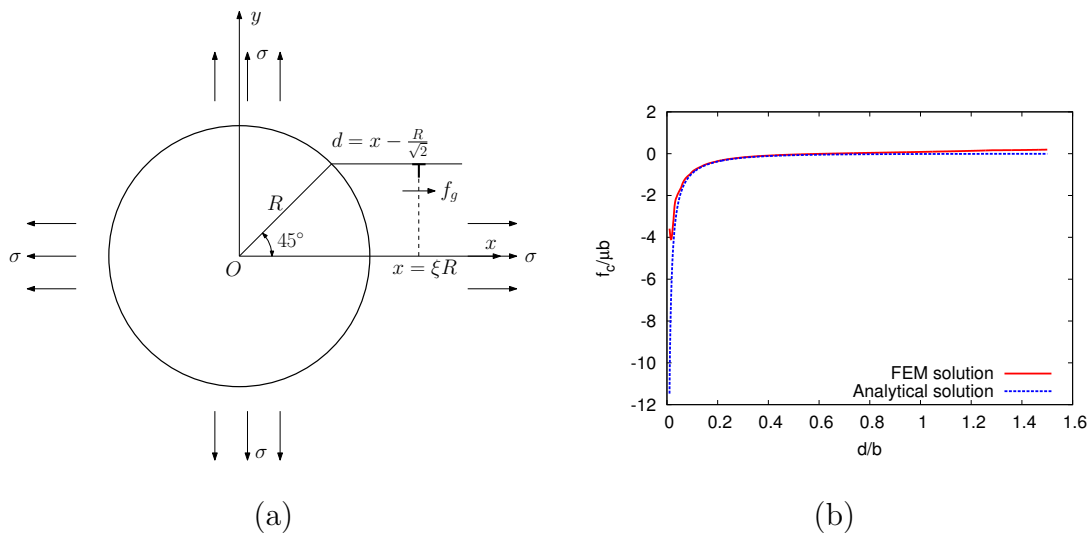 y
σ
d = x − R/√2
R
f_g
45°
x
σ
O
x = ξR
σ
σ
(a)
2
0
-2
-4
-6
-8
-10
-12
f_c/μb
FEM solution
Analytical solution
0 0.2 0.4 0.6 0.8 1 1.2 1.4 1.6
d/b
(b)